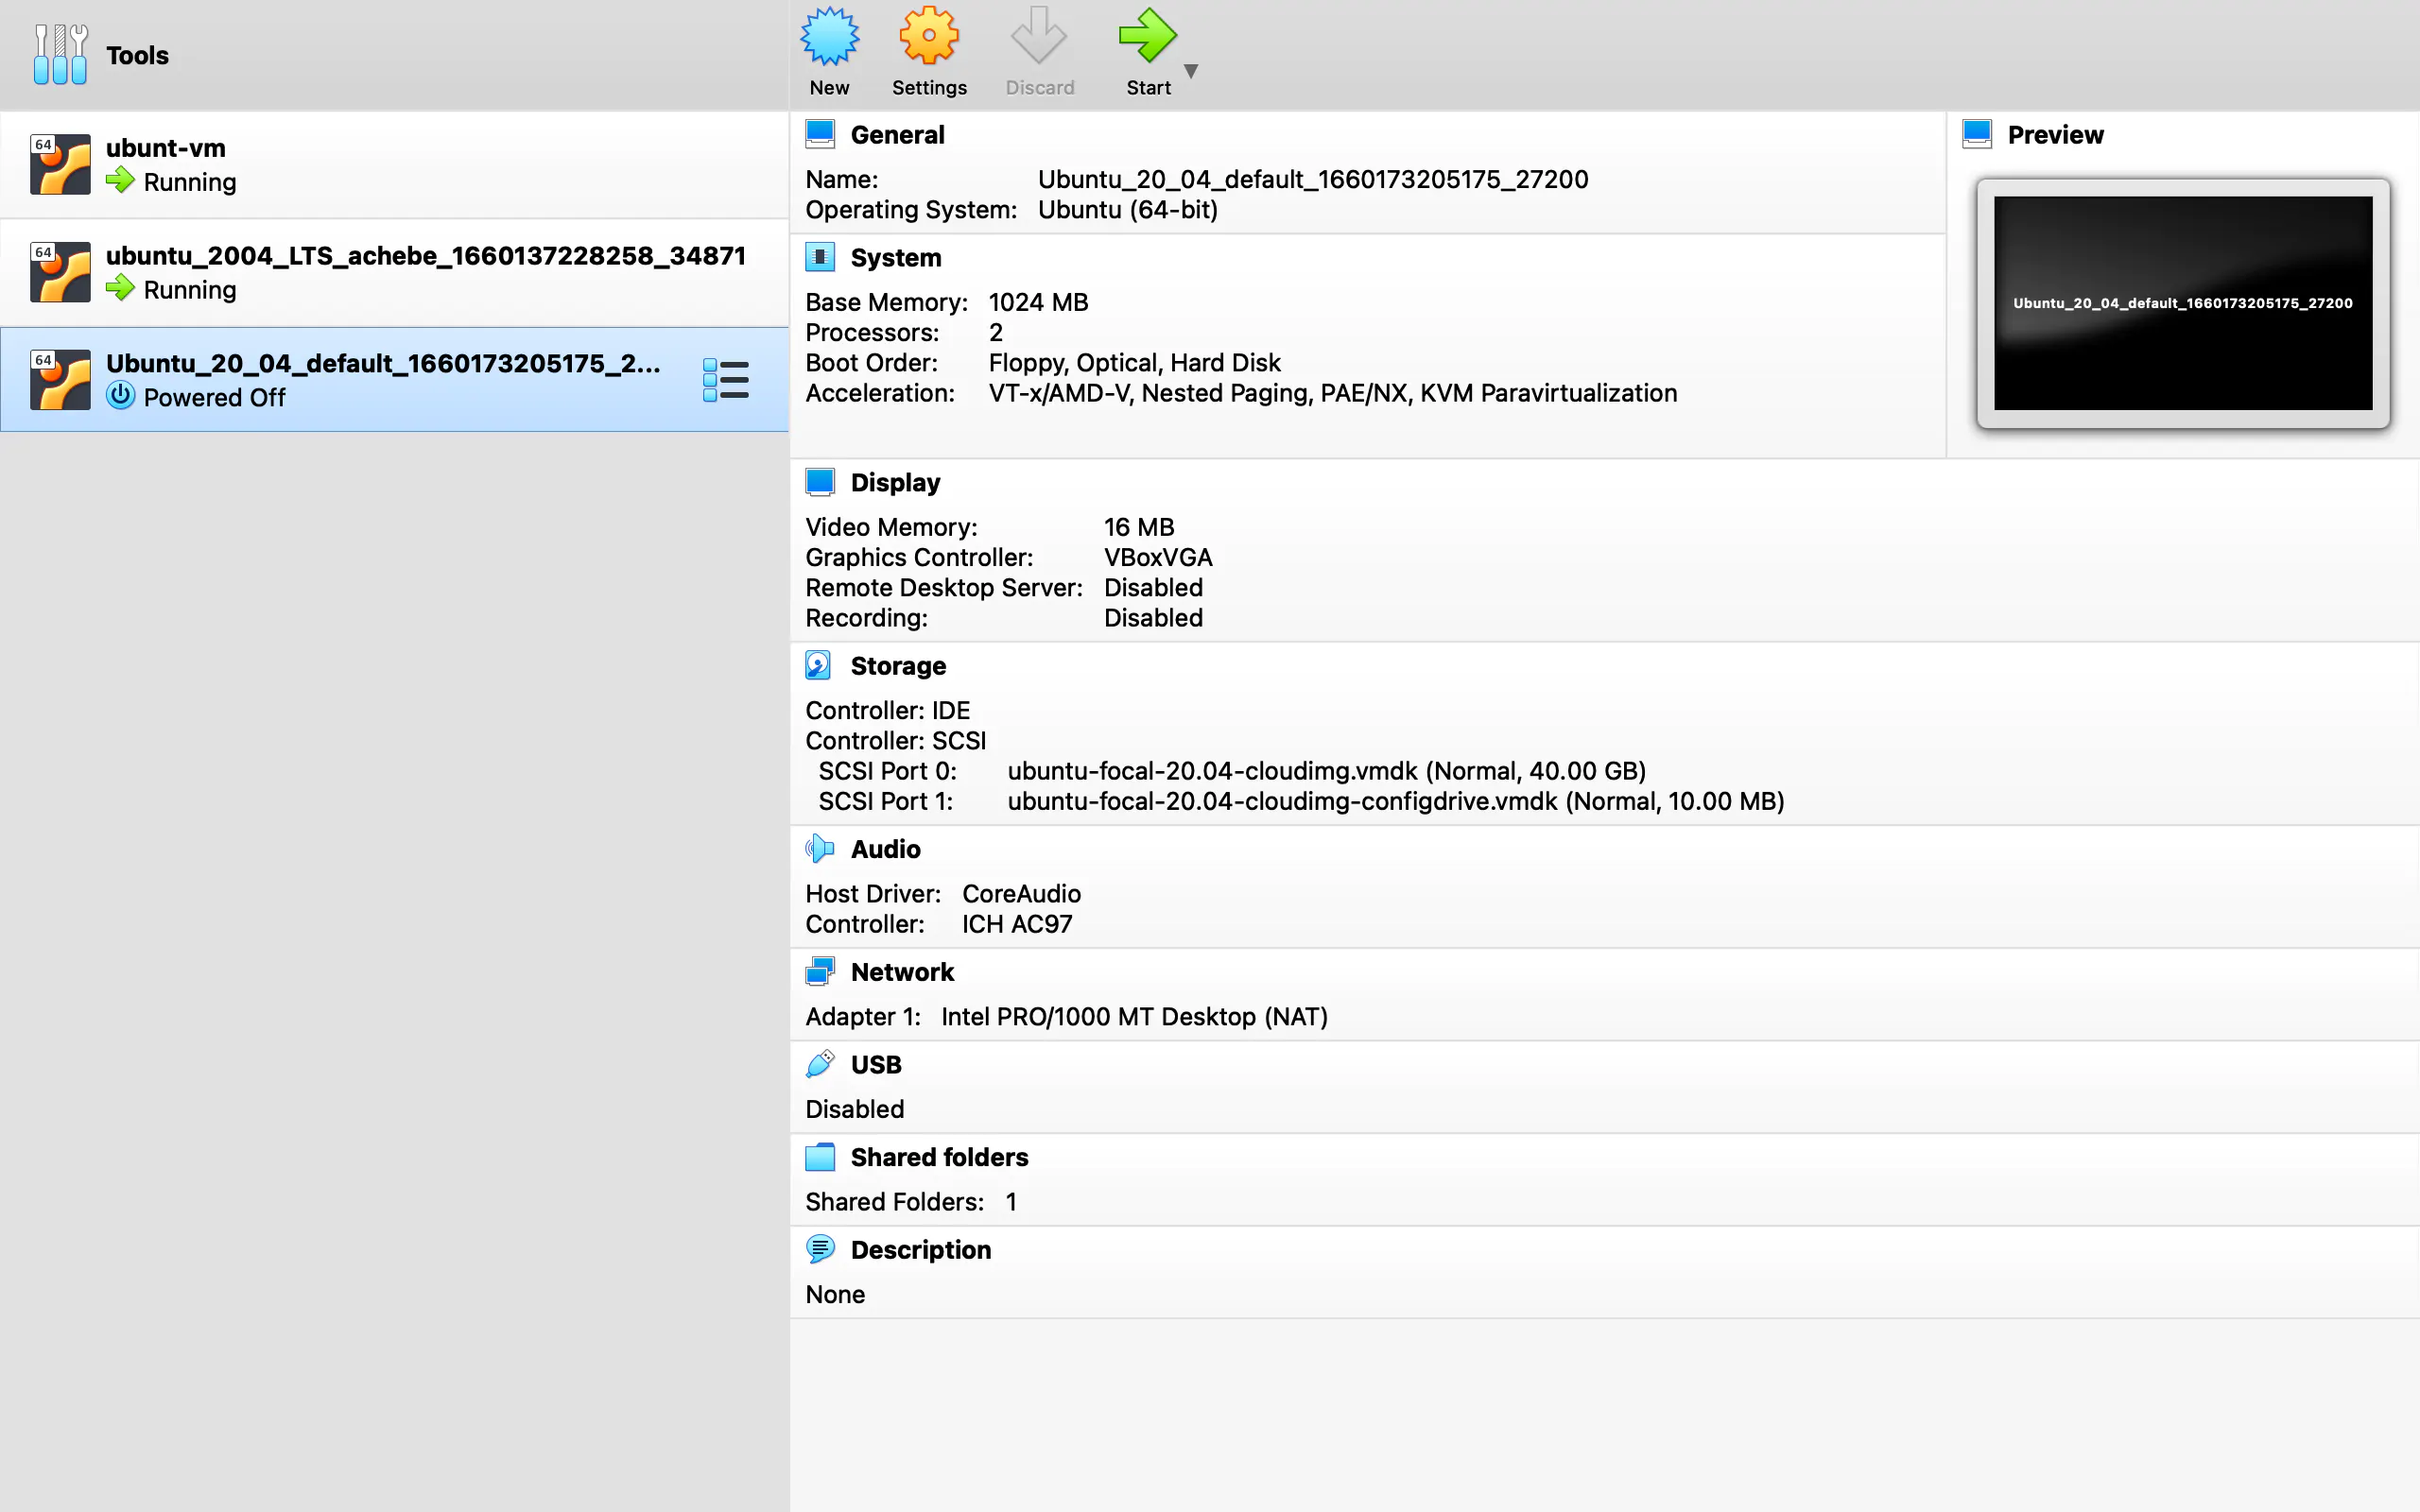 Tools
New
Settings
Discard
Start
64
ubunt-vm
Running
64
ubuntu_2004_LTS_achebe_1660137228258_34871
Running
64
Ubuntu_20_04_default_1660173205175_2...
Powered Off
General
Name: Ubuntu_20_04_default_1660173205175_27200
Operating System: Ubuntu (64-bit)
Preview
Ubuntu_20_04_default_1660173205175_27200
System
Base Memory: 1024 MB
Processors: 2
Boot Order: Floppy, Optical, Hard Disk
Acceleration: VT-x/AMD-V, Nested Paging, PAE/NX, KVM Paravirtualization
Display
Video Memory: 16 MB
Graphics Controller: VBoxVGA
Remote Desktop Server: Disabled
Recording: Disabled
Storage
Controller: IDE
Controller: SCSI
SCSI Port 0: ubuntu-focal-20.04-cloudimg.vmdk (Normal, 40.00 GB)
SCSI Port 1: ubuntu-focal-20.04-cloudimg-configdrive.vmdk (Normal, 10.00 MB)
Audio
Host Driver: CoreAudio
Controller: ICH AC97
Network
Adapter 1: Intel PRO/1000 MT Desktop (NAT)
USB
Disabled
Shared folders
Shared Folders: 1
Description
None